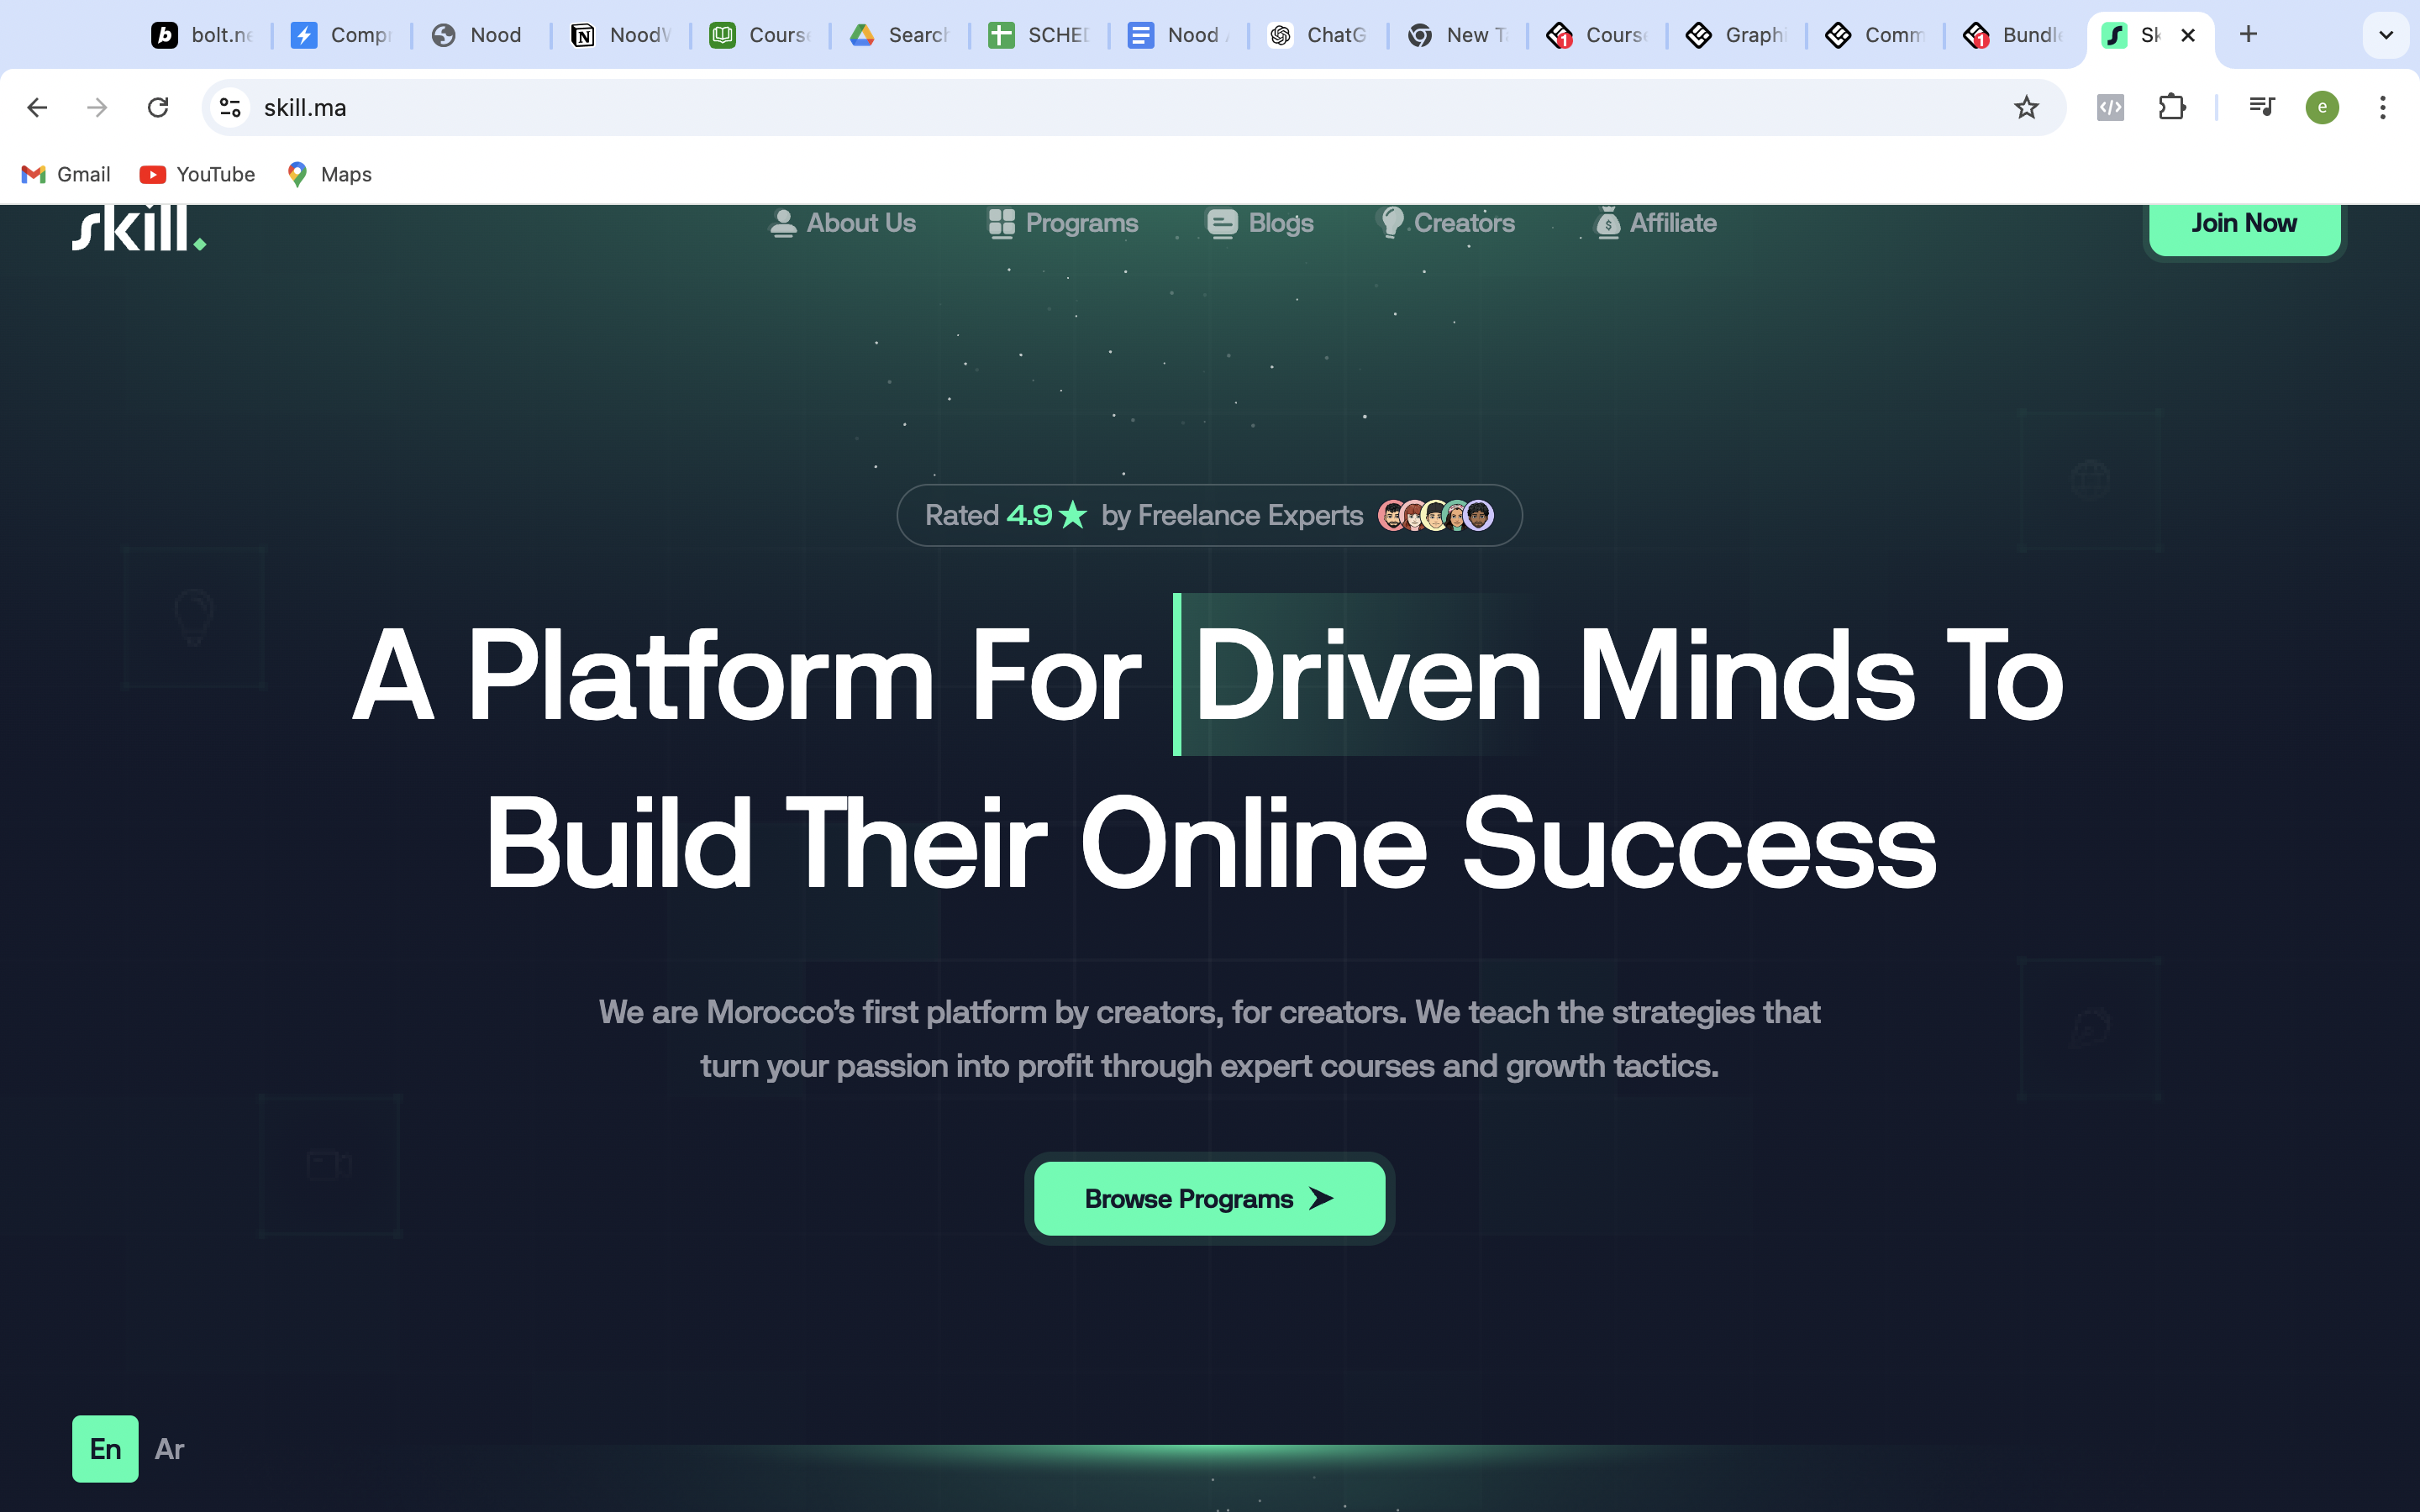 bolt.ne
Comp
Nood
Nood
Cours
Search
SCHED
Nood
ChatG
New T
Cours
Graph
Comm
Bundl
Sk
skill.ma
Gmail
YouTube
Maps
skill.
About Us
Programs
Blogs
Creators
Affiliate
Join Now
Rated 4.9 ★ by Freelance Experts
A Platform For Driven Minds To
Build Their Online Success
We are Morocco’s first platform by creators, for creators. We teach the strategies that
turn your passion into profit through expert courses and growth tactics.
Browse Programs
En
Ar